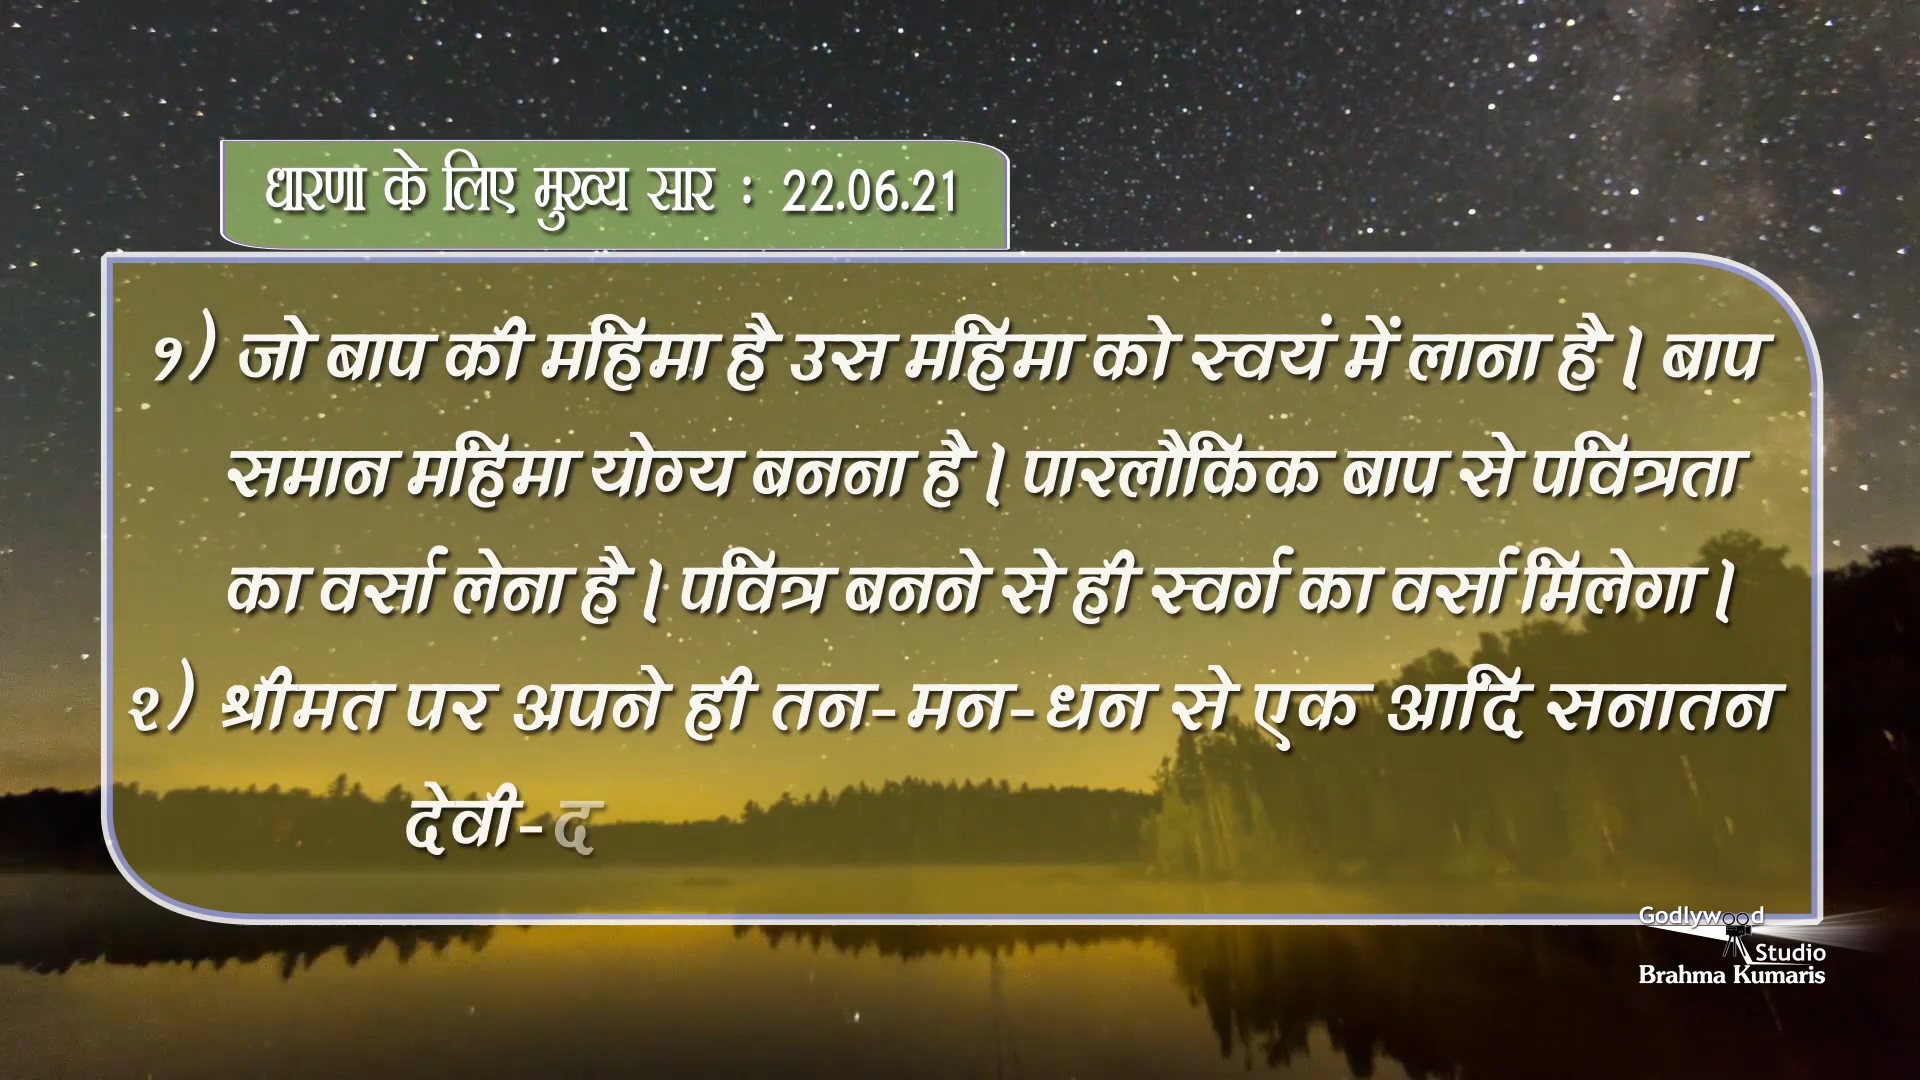 धारणा के लिए मुख्य सार : 22.06.21
१) जो बाप की महिमा है उस महिमा को स्वयं में लाना है। बाप
समान महिमा योग्य बनना है। पारलौकिक बाप से पवित्रता
का वर्सा लेना है। पवित्र बनने से ही स्वर्ग का वर्सा मिलेगा।
२) श्रीमत पर अपने ही तन-मन-धन से एक आदि सनातन
देवी-द
Godlywood
Studio
Brahma Kumaris